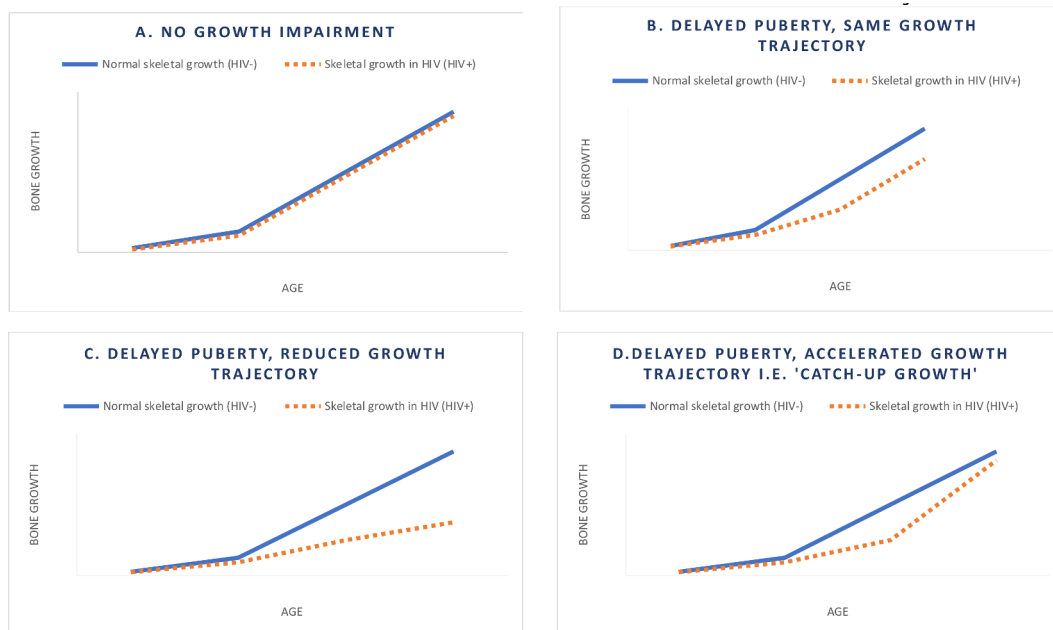 A. NO GROWTH IMPAIRMENT
Normal skeletal growth (HIV-) Skeletal growth in HIV (HIV+)
BONE GROWTH
AGE
B. DELAYED PUBERTY, SAME GROWTH
TRAJECTORY
Normal skeletal growth (HIV-) Skeletal growth in HIV (HIV+)
BONE GROWTH
AGE
C. DELAYED PUBERTY, REDUCED GROWTH
TRAJECTORY
Normal skeletal growth (HIV-) Skeletal growth in HIV (HIV+)
BONE GROWTH
AGE
D.DELAYED PUBERTY, ACCELERATED GROWTH
TRAJECTORY I.E. 'CATCH-UP GROWTH'
Normal skeletal growth (HIV-) Skeletal growth in HIV (HIV+)
BONE GROWTH
AGE